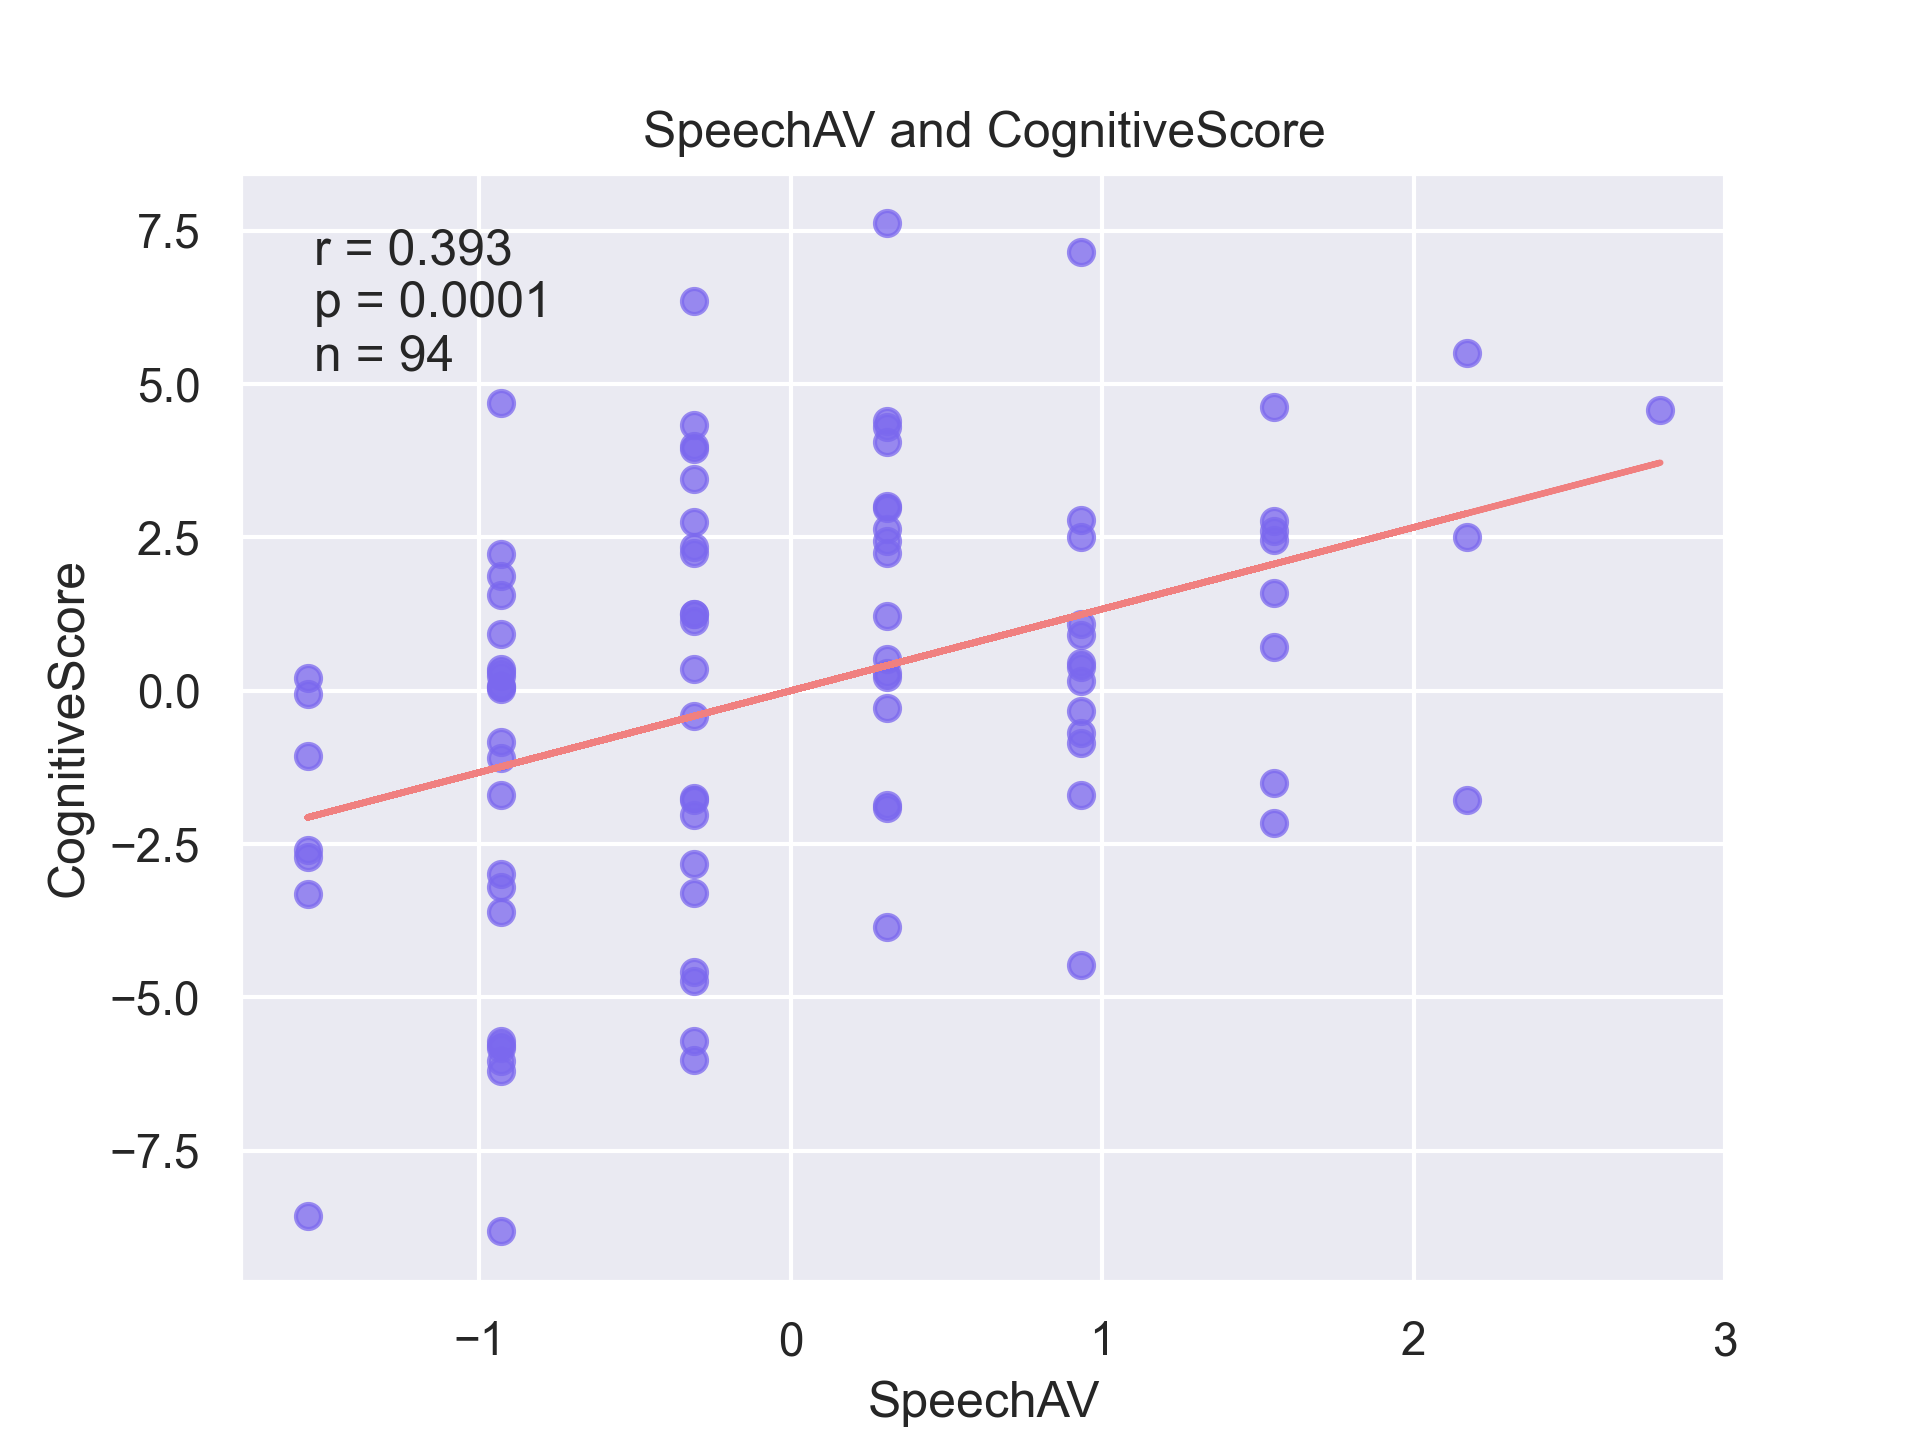 SpeechAV and CognitiveScore
r = 0.393
p = 0.0001
n = 94
7.5
5.0
2.5
0.0
−2.5
−5.0
−7.5
CognitiveScore
−1
0
1
2
3
SpeechAV